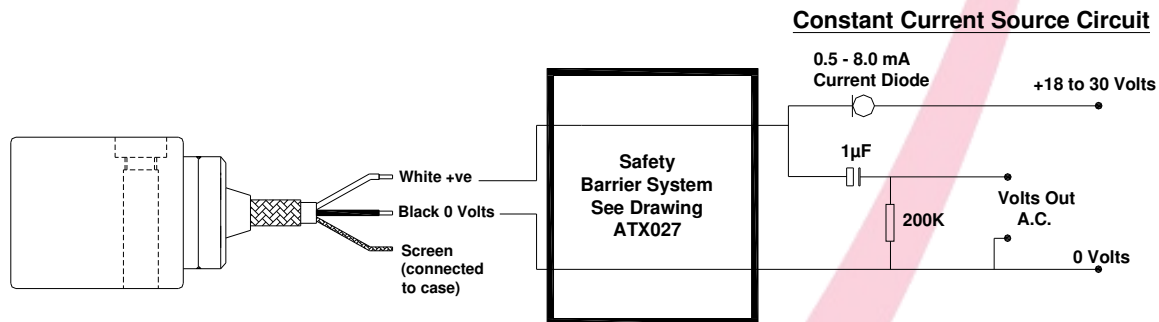 Constant Current Source Circuit
0.5 - 8.0 mA
Current Diode
+18 to 30 Volts
White +ve
Black 0 Volts
Screen
(connected
to case)
Safety
Barrier System
See Drawing
ATX027
1µF
200K
Volts Out
A.C.
0 Volts